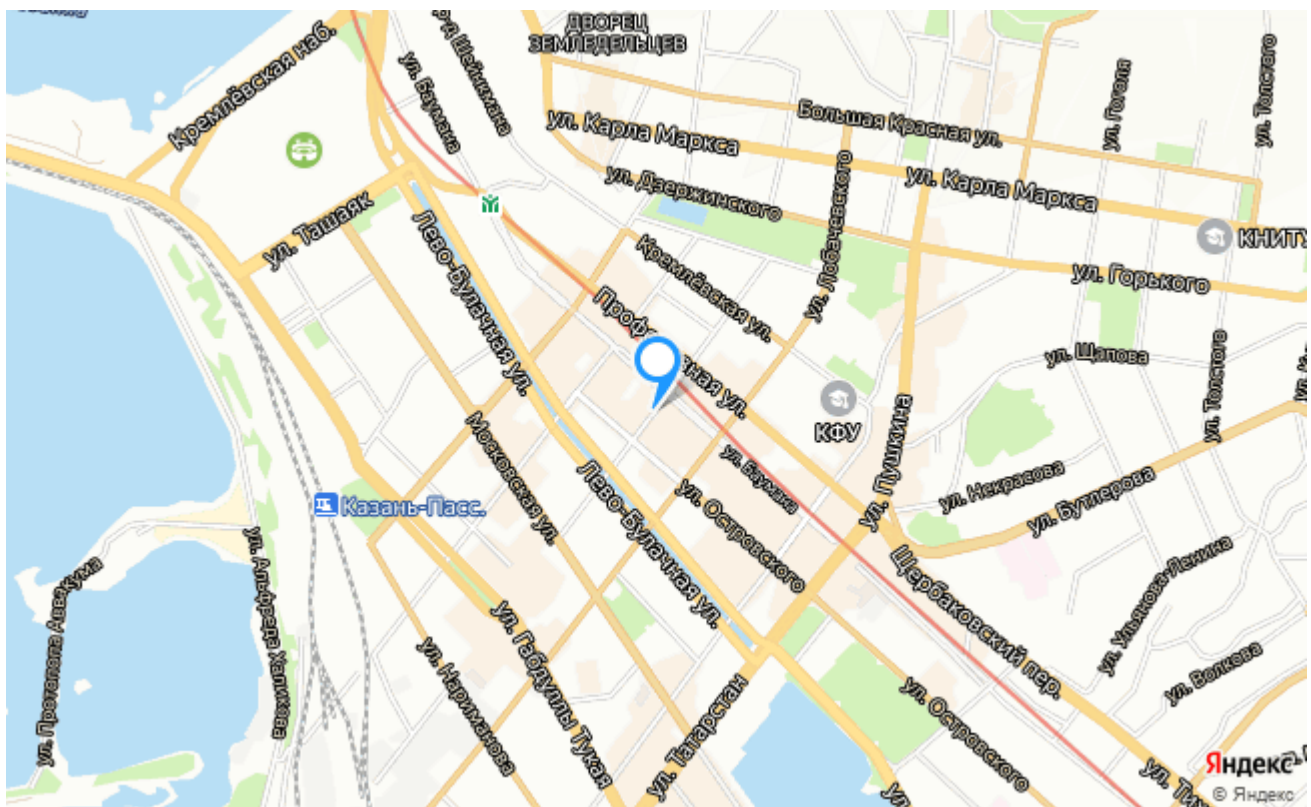 ДВОРЕЦ
ЗЕМЛЕДЕЛЬЦЕВ
Кремлёвская наб.
ул. Баумана
Шейнкмана
ул. Гоголя
ул. Толстого
Большая Красная ул.
ул. Карла Маркса
ул. Карла Маркса
ул. Дзержинского
ул. Лобачевского
КНИТУ
ул. Ташаяк
Лево-Булачная ул.
Кремлёвская ул.
ул. Горького
ул. Щапова
ул. Толстого
КФУ
ул. Пушкина
Московская ул.
ул. Баумана
ул. Некрасова
ул. Бутлерова
Казань-Пасс.
Лево-Булачная ул.
ул. Островского
ул. Протопопа Аввакума
ул. Альфреда Халикова
Щербаковский пер.
ул. Ульянова-Ленина
ул. Волкова
ул. Габдуллы Тукая
ул. Нариманова
ул. Татарстан
ул. Островского
Яндекс
© Яндекс